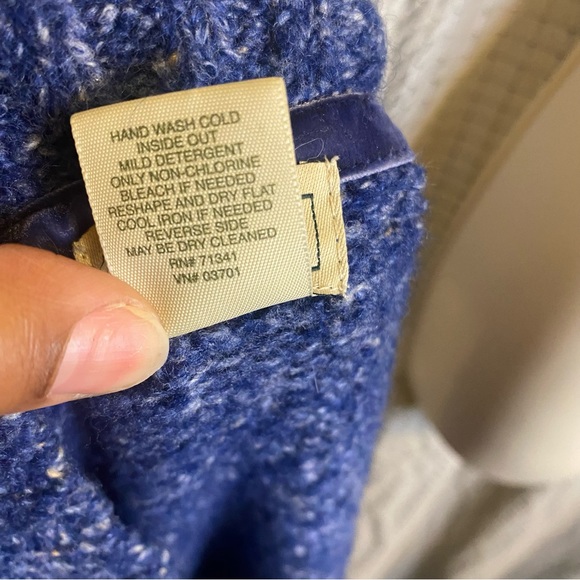 HAND WASH COLD
INSIDE OUT
MILD DETERGENT
ONLY NON-CHLORINE
BLEACH IF NEEDED
RESHAPE AND DRY FLAT
COOL IRON IF NEEDED
REVERSE SIDE
MAY BE DRY CLEANED
RN# 71341
VN# 03701